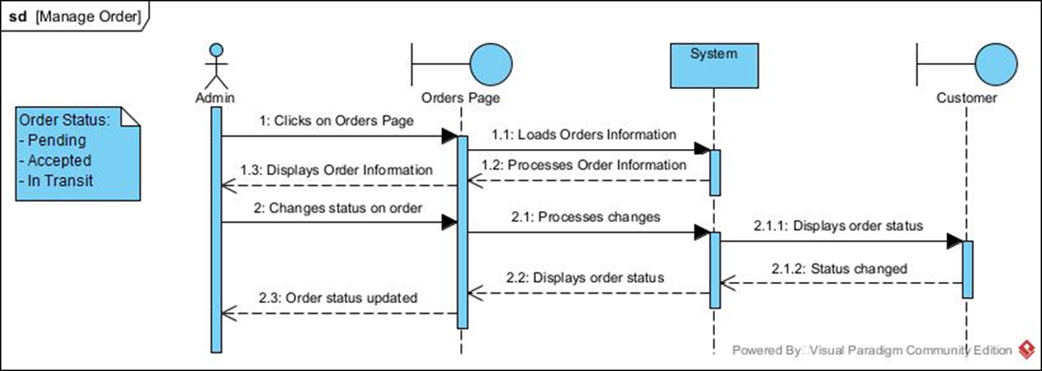 sd [Manage Order]
System
Admin
Orders Page
Customer
Order Status:
- Pending
- Accepted
- In Transit
1: Clicks on Orders Page
1.1: Loads Orders Information
1.2: Processes Order Information
1.3: Displays Order Information
2: Changes status on order
2.1: Processes changes
2.1.1: Displays order status
2.1.2: Status changed
2.2: Displays order status
2.3: Order status updated
Powered By Visual Paradigm Community Edition